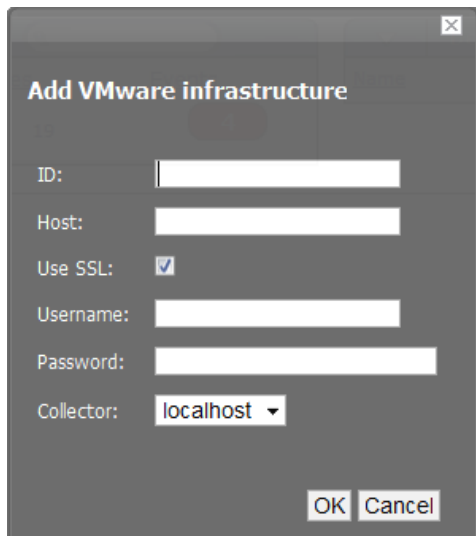 Add VMware infrastructure
ID:
Host:
Use SSL:
Username:
Password:
Collector: localhost
OK Cancel